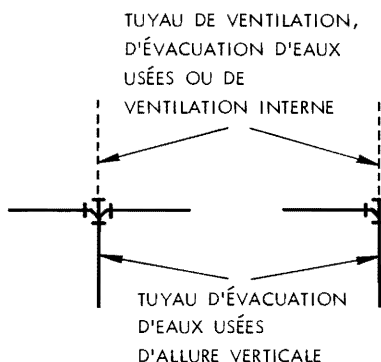 TUYAU DE VENTILATION,
D'ÉVACUATION D'EAUX
USÉES OU DE
VENTILATION INTERNE
TUYAU D'ÉVACUATION
D'EAUX USÉES
D'ALLURE VERTICALE